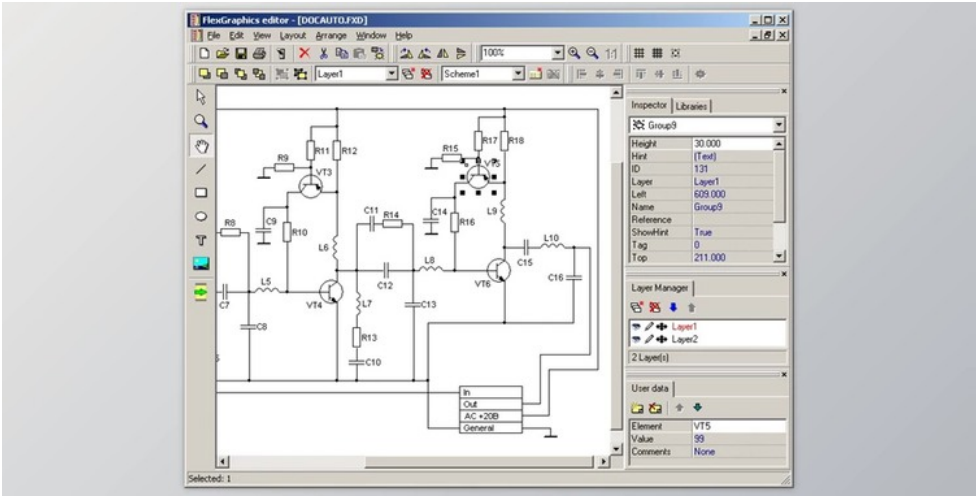 FlexGraphics editor - [DOCAUTO.FXD]
File Edit View Layout Arrange Window Help
100%
1:1
Layer1
Scheme1
Inspector
Libraries
Group9
Height 30.000
Hint (Text)
ID 131
Layer Layer1
Left 609.000
Name Group9
Reference
ShowHint True
Tag 0
Top 211.000
Layer Manager
Layer1
Layer2
2 Layer(s)
User data
Element VT5
Value 99
Comments None
R11
R12
R9
VT3
R8
C9
R10
L6
C11
R14
L5
VT4
C7
C8
L7
C12
C13
R13
C10
L8
R15
R17
R18
VT5
C14
R16
L9
L10
C15
VT6
C16
In
Out
AC +20B
General
Selected: 1